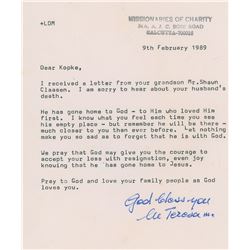 +LDM
MISSIONARIES OF CHARITY
54A, A. J. C. BOSE ROAD
CALCUTTA-700016
9th February 1989
Dear Kopke,
I received a letter from your grandson Mr.Shaun
Claasem. I am sorry to hear about your husband's
death.
He has gone home to God - to Him who loved Him
first. I know what you feel each time you see
his empty place - but remember he will be there -
much closer to you than ever before. Let nothing
make you so sad as to forget that he is with God.
We pray that God may give you the courage to
accept your loss with resignation, even joy
knowing that he has gone home to Jesus.
Pray to God and love your family people as God
loves you.
God bless you
M Teresa mc